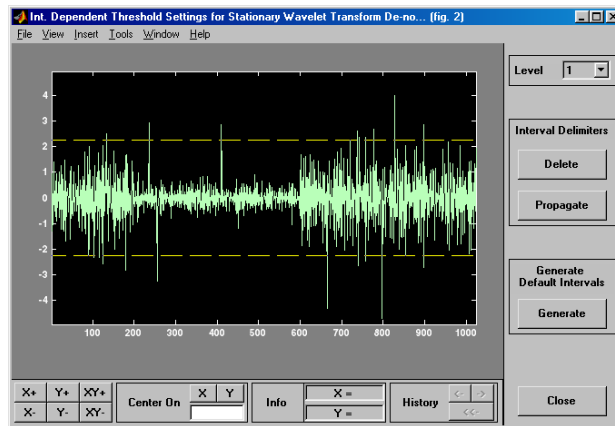 Int. Dependent Threshold Settings for Stationary Wavelet Transform De-no... (fig. 2)
File View Insert Tools Window Help
Level 1
4
3
2
1
0
-1
-2
-3
-4
100 200 300 400 500 600 700 800 900 1000
Interval Delimiters
Delete
Propagate
Generate
Default Intervals
Generate
X+ Y+ XY+
X- Y- XY-
Center On X Y
Info X =
Y =
History <- ->
<<-
Close